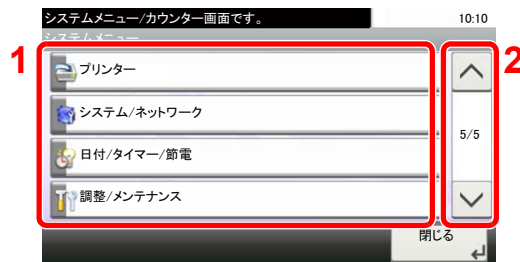 システムメニュー/カウンター画面です。 10:10
システムメニュー
1
2
プリンター
システム/ネットワーク
5/5
日付/タイマー/節電
調整/メンテナンス
閉じる